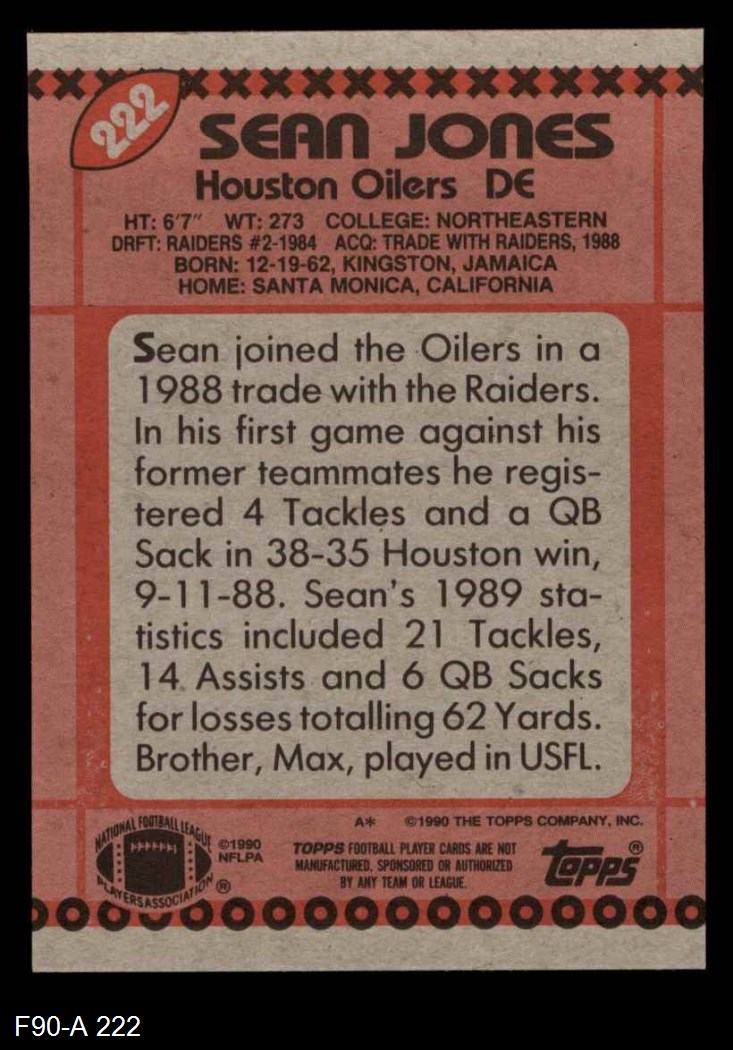 222
SEAN JONES
Houston Oilers DE
HT: 6'7" WT: 273 COLLEGE: NORTHEASTERN
DRFT: RAIDERS #2-1984 ACQ: TRADE WITH RAIDERS, 1988
BORN: 12-19-62, KINGSTON, JAMAICA
HOME: SANTA MONICA, CALIFORNIA
Sean joined the Oilers in a
1988 trade with the Raiders.
In his first game against his
former teammates he regis-
tered 4 Tackles and a QB
Sack in 38-35 Houston win,
9-11-88. Sean's 1989 sta-
tistics included 21 Tackles,
14 Assists and 6 QB Sacks
for losses totalling 62 Yards.
Brother, Max, played in USFL.
A* ©1990 THE TOPPS COMPANY, INC.
NATIONAL FOOTBALL LEAGUE
PLAYERS ASSOCIATION ®
©1990
NFLPA
TOPPS FOOTBALL PLAYER CARDS ARE NOT
MANUFACTURED, SPONSORED OR AUTHORIZED
BY ANY TEAM OR LEAGUE.
topps®
F90-A 222